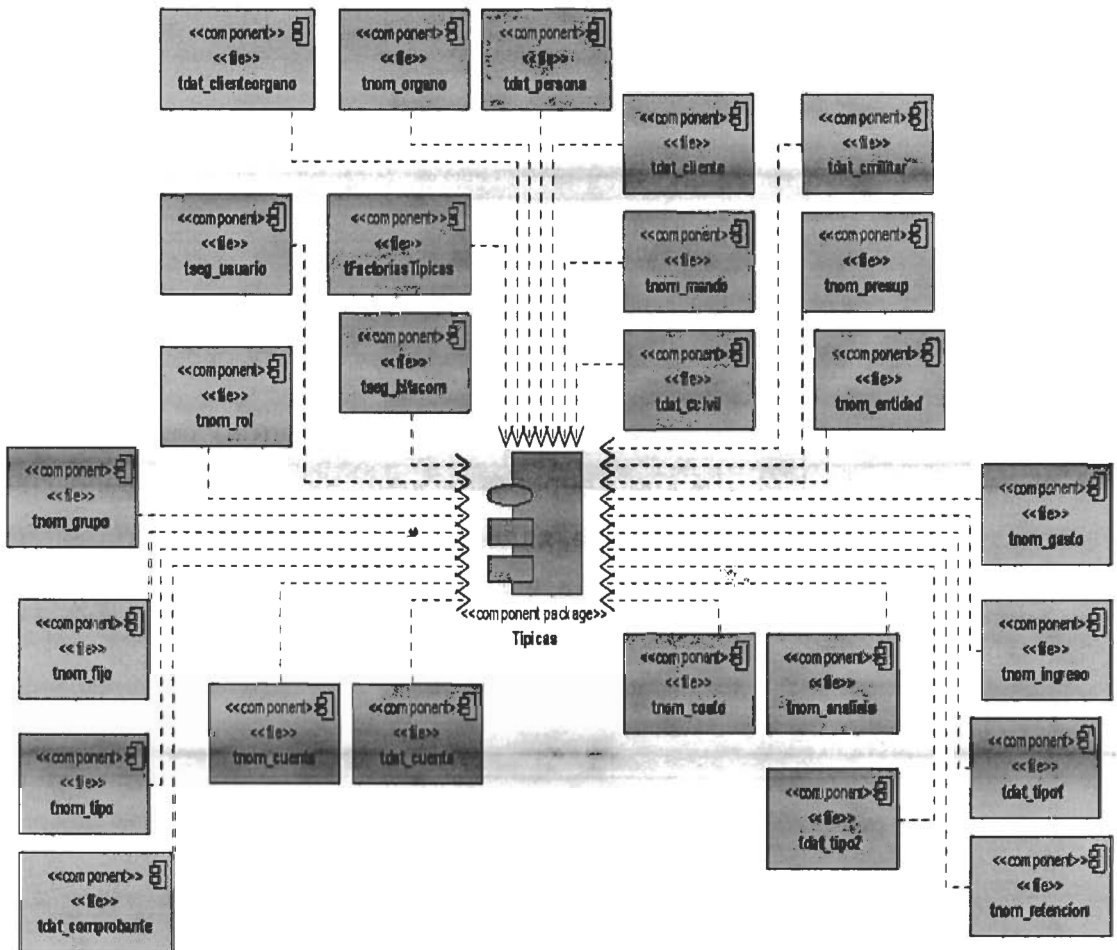 <<component>>
<<file>>
tdat_clienteorgano
<<component>
<<file>>
tnom_organo
<<component>
<<file>>
tdat_persona
<<component>
<<file>>
tdat_cliente
<<component>
<<file>>
tdat_cmilitar
<<component>
<<file>>
tseg_usuario
<<component>>
<<file>>
tFactoriasTipicas
<<component>
<<file>>
tnom_mando
<<component>
<<file>>
tnom_presup
<<component>
<<file>>
tnom_rol
<<component>
<<file>>
<<component>
<<file>>
<<component>
<<file>>
tnom_entidad
<<component>
<<file>>
tnom_grupo
<<component>
<<file>>
tnom_gasto
<<component package>>
Tipicas
<<component>
<<file>>
tnom_fijo
<<component>
<<file>>
tnom_costo
<<component>
<<file>>
tnom_analisis
<<component>
<<file>>
tnom_ingreso
<<component>
<<file>>
tnom_cuenta
<<component>
<<file>>
tdat_cuenta
<<component>
<<file>>
tnom_tipo
<<component>
<<file>>
tdat_tipo1
<<component>
<<file>>
tdat_tipo2
<<component>>
<<file>>
tdat_comprobante
<<component>>
<<file>>
tnom_retencion